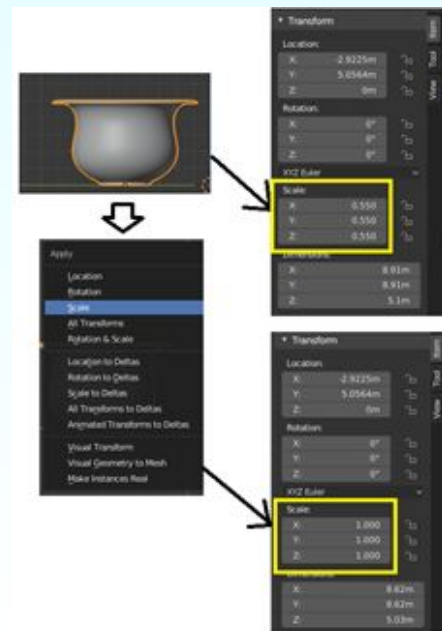 Transform
Location:
X: -2.9225m
Y: 5.0564m
Z: 0m
Rotation:
X: 0°
Y: 0°
Z: 0°
XYZ Euler
Scale:
X: 0.550
Y: 0.550
Z: 0.550
Dimensions:
X: 8.91m
Y: 8.91m
Z: 5.1m
Item
Tool
View
Apply
Location
Rotation
Scale
All Transforms
Rotation & Scale
Location to Deltas
Rotation to Deltas
Scale to Deltas
All Transforms to Deltas
Animated Transforms to Deltas
Visual Transform
Visual Geometry to Mesh
Make Instances Real
Transform
Location:
X: -2.9225m
Y: 5.0564m
Z: 0m
Rotation:
X: 0°
Y: 0°
Z: 0°
XYZ Euler
Scale:
X: 1.000
Y: 1.000
Z: 1.000
Dimensions:
X: 8.62m
Y: 8.62m
Z: 5.03m
Item
Tool
View